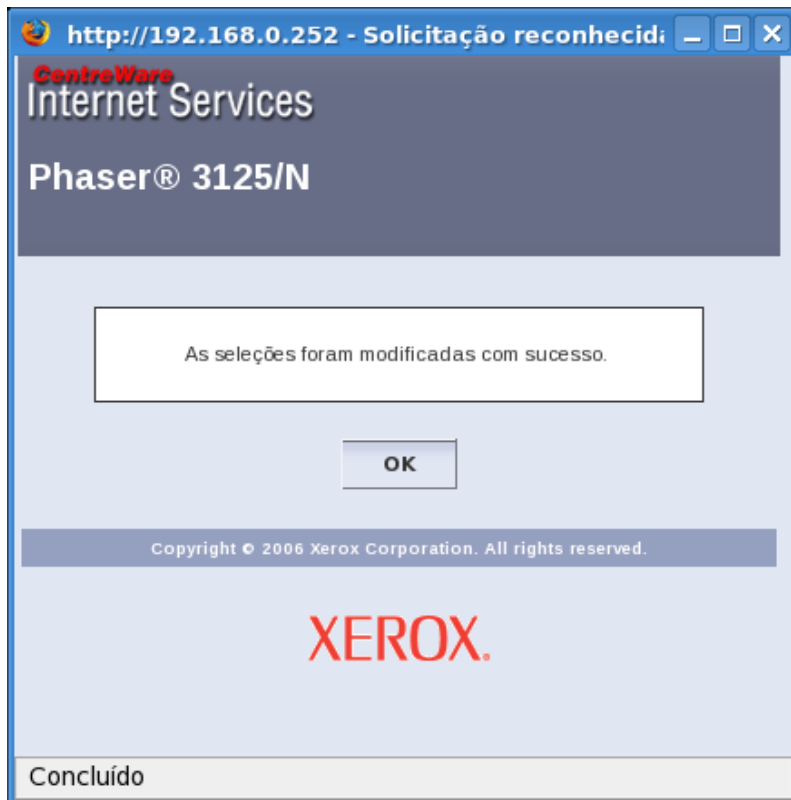 http://192.168.0.252 - Solicitação reconhecida
CentreWare
Internet Services
Phaser® 3125/N
As seleções foram modificadas com sucesso.
OK
Copyright © 2006 Xerox Corporation. All rights reserved.
XEROX.®
Concluído